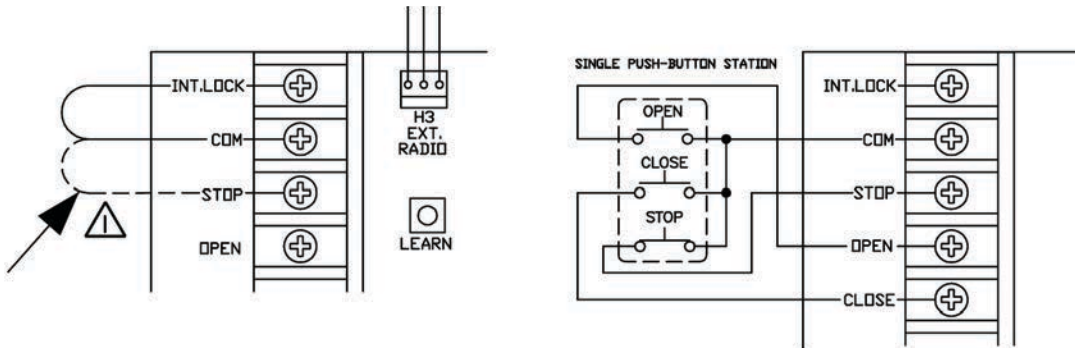 INT.LOCK
COM
STOP
OPEN
H3
EXT.
RADIO
LEARN
SINGLE PUSH-BUTTON STATION
OPEN
CLOSE
STOP
INT.LOCK
COM
STOP
OPEN
CLOSE